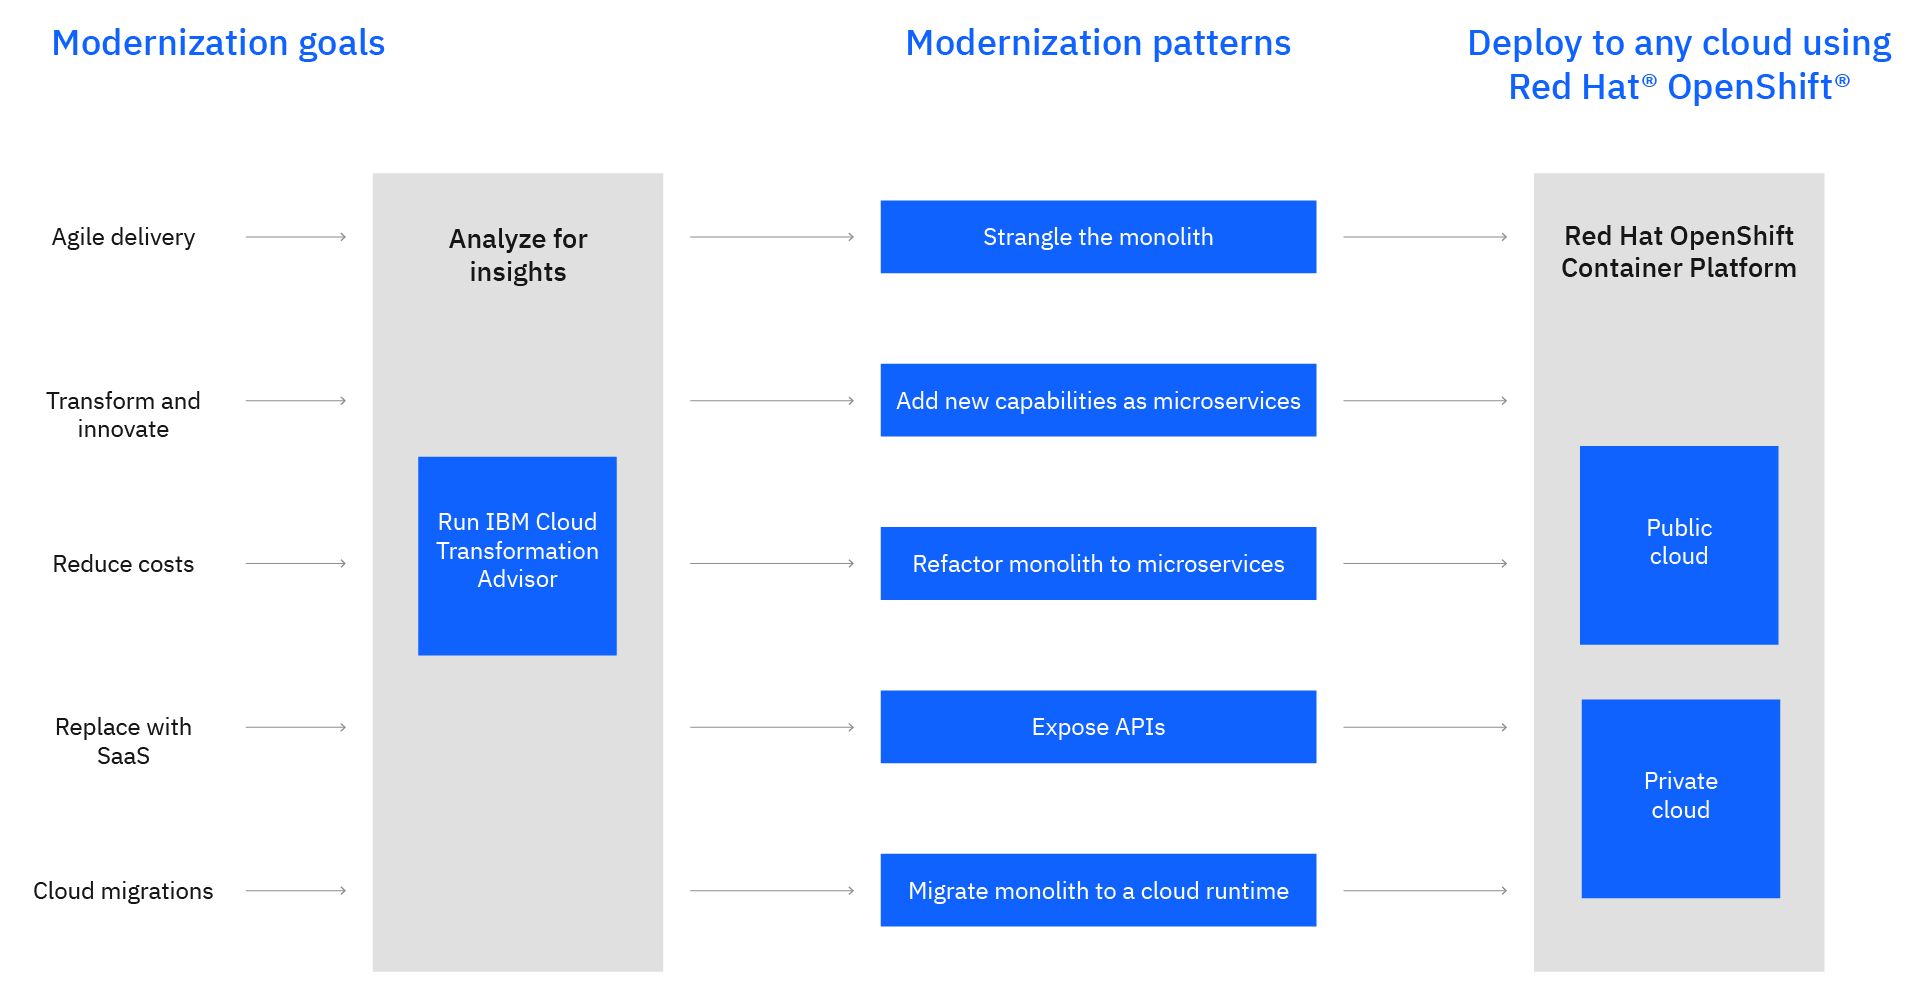 Modernization goals
Modernization patterns
Deploy to any cloud using
Red Hat® OpenShift®
Agile delivery
Transform and
innovate
Reduce costs
Replace with
SaaS
Cloud migrations
Analyze for
insights
Run IBM Cloud
Transformation
Advisor
Strangle the monolith
Add new capabilities as microservices
Refactor monolith to microservices
Expose APIs
Migrate monolith to a cloud runtime
Red Hat OpenShift
Container Platform
Public
cloud
Private
cloud